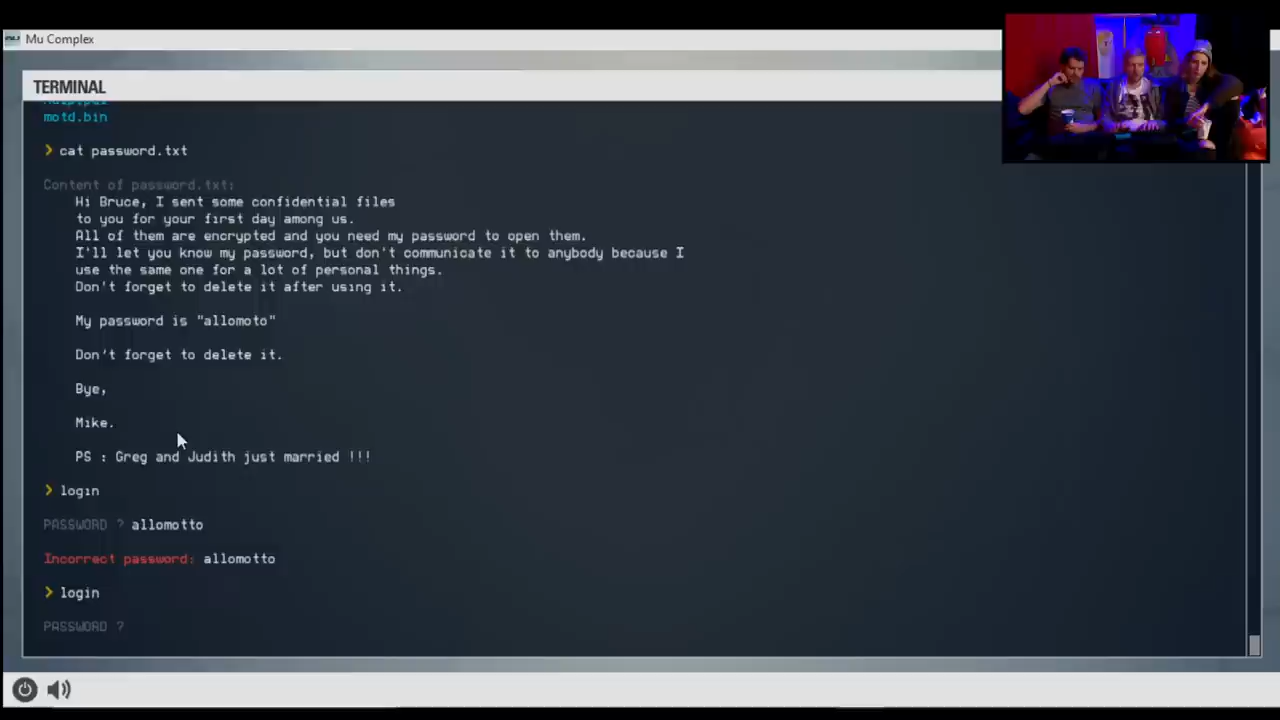 Mu Complex
TERMINAL
motd.bin
> cat password.txt
Content of password.txt:
Hi Bruce, I sent some confidential files
to you for your first day among us.
All of them are encrypted and you need my password to open them.
I'll let you know my password, but don't communicate it to anybody because I
use the same one for a lot of personal things.
Don't forget to delete it after using it.
My password is "allomoto"
Don't forget to delete it.
Bye,
Mike.
PS : Greg and Judith just married !!!
> login
PASSWORD ? allomotto
Incorrect password: allomotto
> login
PASSWORD ?